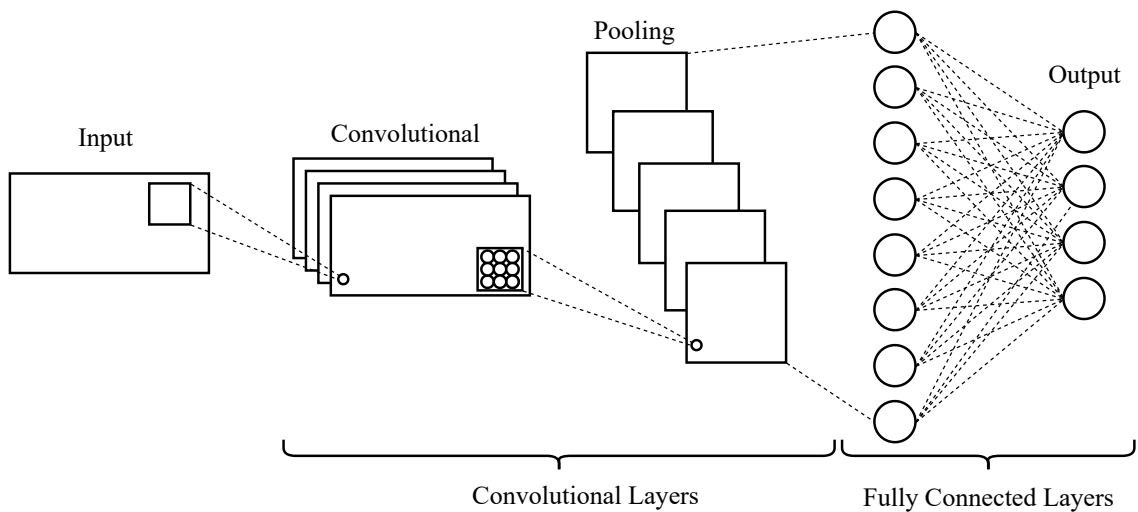 Pooling
Output
Input
Convolutional
Convolutional Layers
Fully Connected Layers